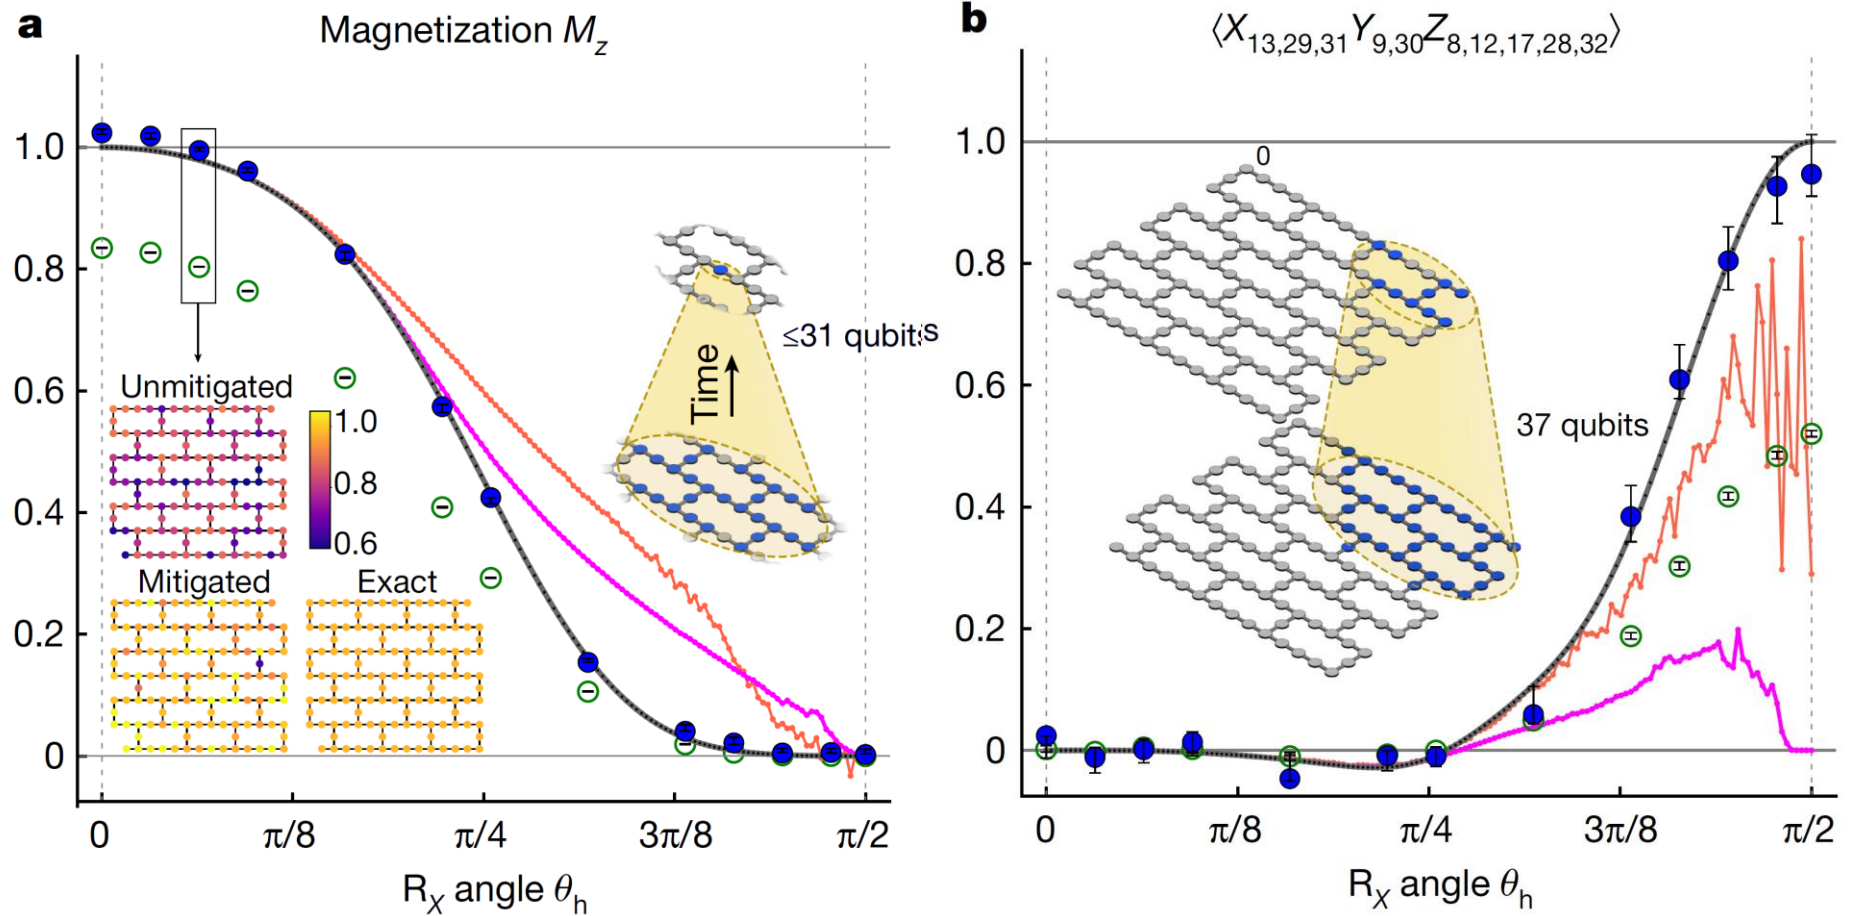 a
Magnetization M_z
1.0
0.8
0.6
0.4
0.2
0
Unmitigated
1.0
0.8
0.6
Mitigated
Exact
Time
≤31 qubits
0
π/8
π/4
3π/8
π/2
R_X angle θ_h
b
⟨X_13,29,31 Y_9,30 Z_8,12,17,28,32⟩
1.0
0.8
0.6
0.4
0.2
0
0
37 qubits
0
π/8
π/4
3π/8
π/2
R_X angle θ_h